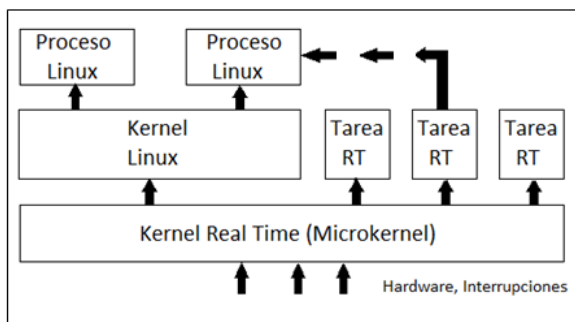 Proceso
Linux
Proceso
Linux
Kernel
Linux
Tarea
RT
Tarea
RT
Tarea
RT
Kernel Real Time (Microkernel)
Hardware, Interrupciones